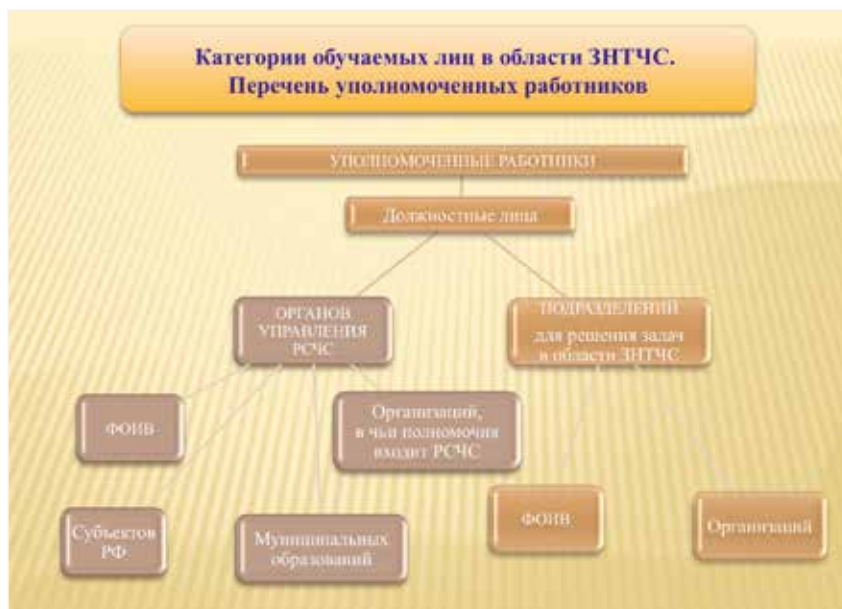 Категории обучаемых лиц в области ЗНТЧС.
Перечень уполномоченных работников
УПОЛНОМОЧЕННЫЕ РАБОТНИКИ
Должностные лица
ОРГАНОВ
УПРАВЛЕНИЯ
РСЧС
ПОДРАЗДЕЛЕНИЙ
для решения задач
в области ЗНТЧС
ФОИВ
Организаций,
в чьи полномочия
входит РСЧС
Субъектов
РФ
Муниципальных
образований
ФОИВ
Организаций